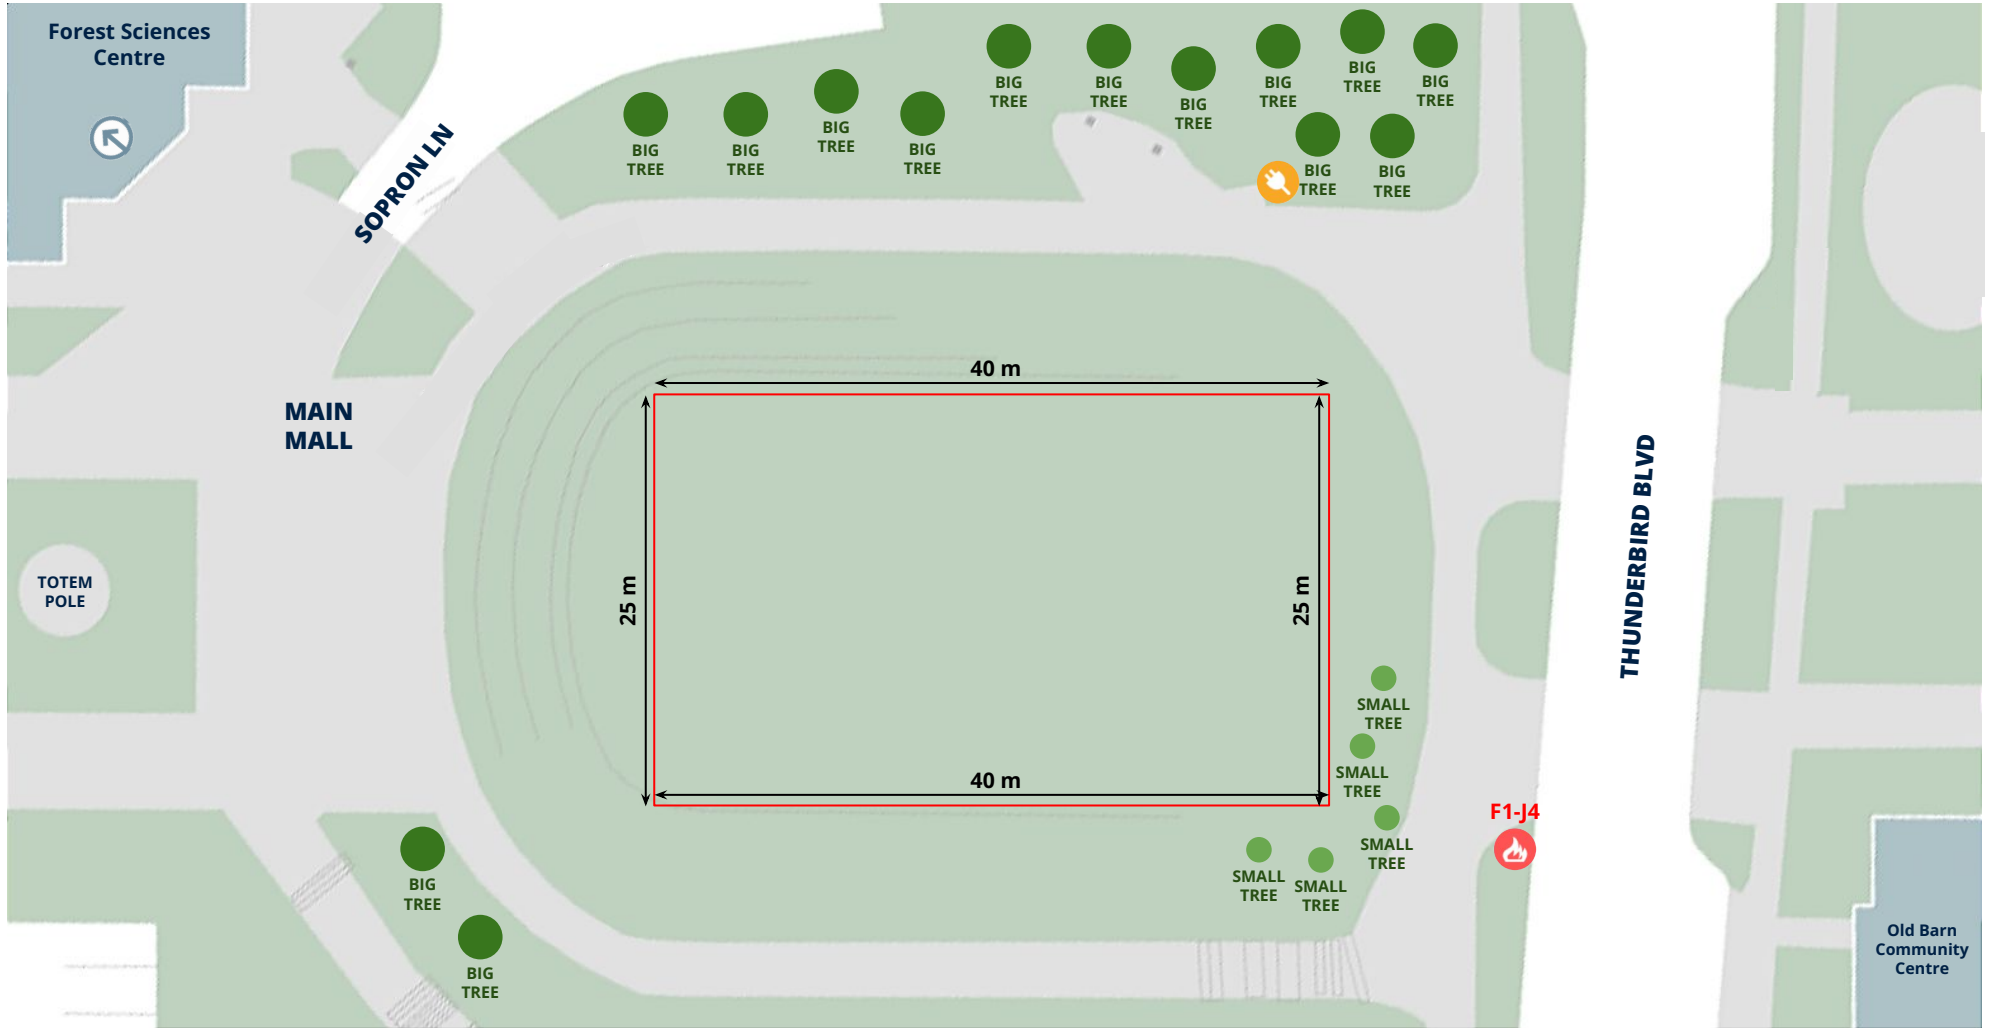 Forest Sciences
Centre
SOPRON LN
BIG
TREE
BIG
TREE
BIG
TREE
BIG
TREE
BIG
TREE
BIG
TREE
BIG
TREE
BIG
TREE
BIG
TREE
BIG
TREE
BIG
TREE
BIG
TREE
MAIN
MALL
40 m
25 m
25 m
40 m
THUNDERBIRD BLVD
TOTEM
POLE
SMALL
TREE
SMALL
TREE
SMALL
TREE
SMALL
TREE
SMALL
TREE
F1-J4
BIG
TREE
BIG
TREE
Old Barn
Community
Centre